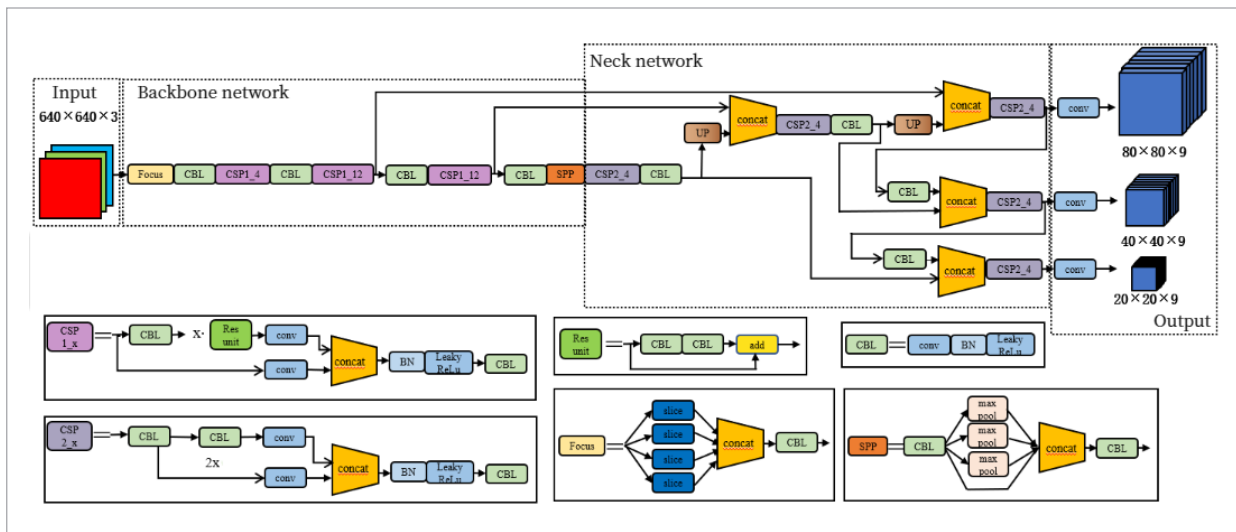 Input
640×640×3
Backbone network
Neck network
Focus
CBL
CSP1_4
CBL
CSP1_12
CBL
CSP1_12
CBL
SPP
CSP2_4
CBL
UP
concat
CSP2_4
CBL
UP
concat
CSP2_4
conv
80×80×9
CBL
concat
CSP2_4
conv
40×40×9
CBL
concat
CSP2_4
conv
20×20×9
Output
CSP
1_x
CBL
x·
Res
unit
conv
conv
concat
BN
Leaky
ReLu
CBL
Res
unit
CBL
CBL
add
CBL
conv
BN
Leaky
ReLu
CSP
2_x
CBL
CBL
conv
2x
conv
concat
BN
Leaky
ReLu
CBL
Focus
slice
slice
slice
slice
concat
CBL
SPP
CBL
max
pool
max
pool
max
pool
concat
CBL